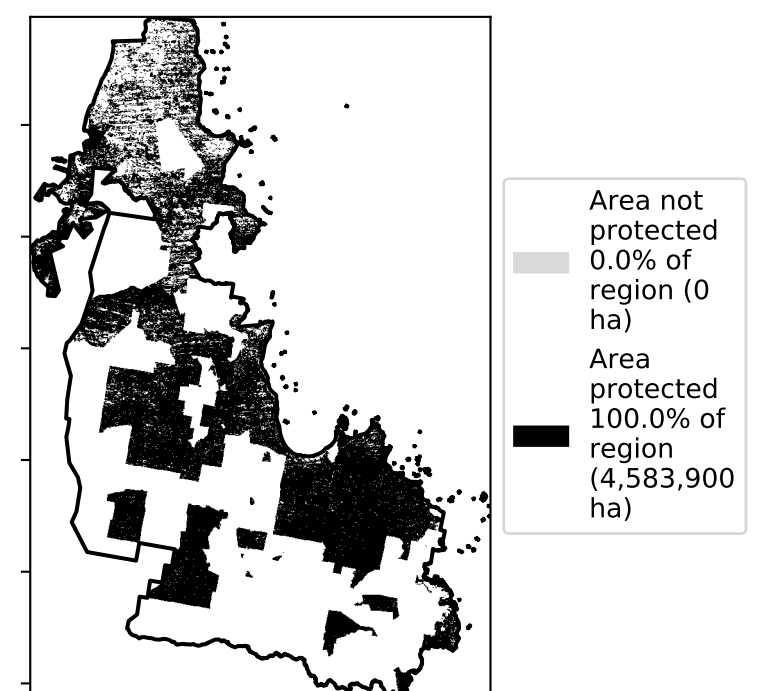 Area not
protected
0.0% of
region (0
ha)
Area
protected
100.0% of
region
(4,583,900
ha)